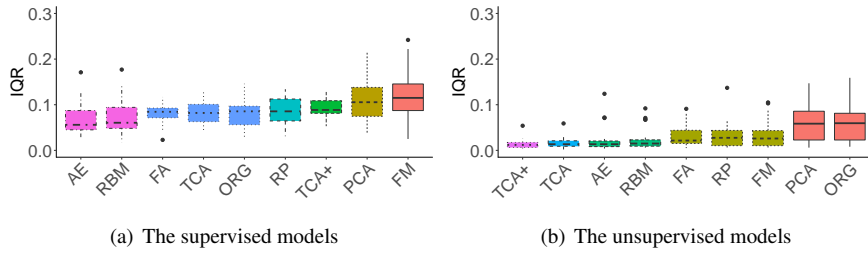 0.3
0.2
0.1
0.0
IQR
AE RBM FA TCA ORG RP TCA+ PCA FM
(a) The supervised models
0.3
0.2
0.1
0.0
IQR
TCA+ TCA AE RBM FA RP FM PCA ORG
(b) The unsupervised models